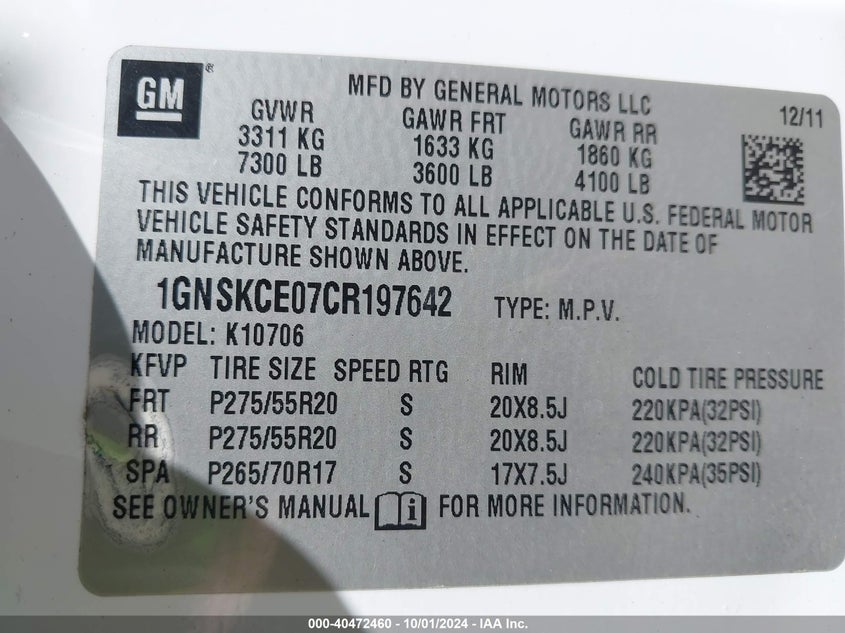 GM®
MFD BY GENERAL MOTORS LLC
12/11
GVWR GAWR FRT GAWR RR
3311 KG 1633 KG 1860 KG
7300 LB 3600 LB 4100 LB
THIS VEHICLE CONFORMS TO ALL APPLICABLE U.S. FEDERAL MOTOR
VEHICLE SAFETY STANDARDS IN EFFECT ON THE DATE OF
MANUFACTURE SHOWN ABOVE.
1GNSKCE07CR197642 TYPE: M.P.V.
MODEL: K10706
KFVP TIRE SIZE SPEED RTG RIM COLD TIRE PRESSURE
FRT P275/55R20 S 20X8.5J 220KPA(32PSI)
RR P275/55R20 S 20X8.5J 220KPA(32PSI)
SPA P265/70R17 S 17X7.5J 240KPA(35PSI)
SEE OWNER'S MANUAL i FOR MORE INFORMATION.
000-40472460 - 10/01/2024 - IAA Inc.